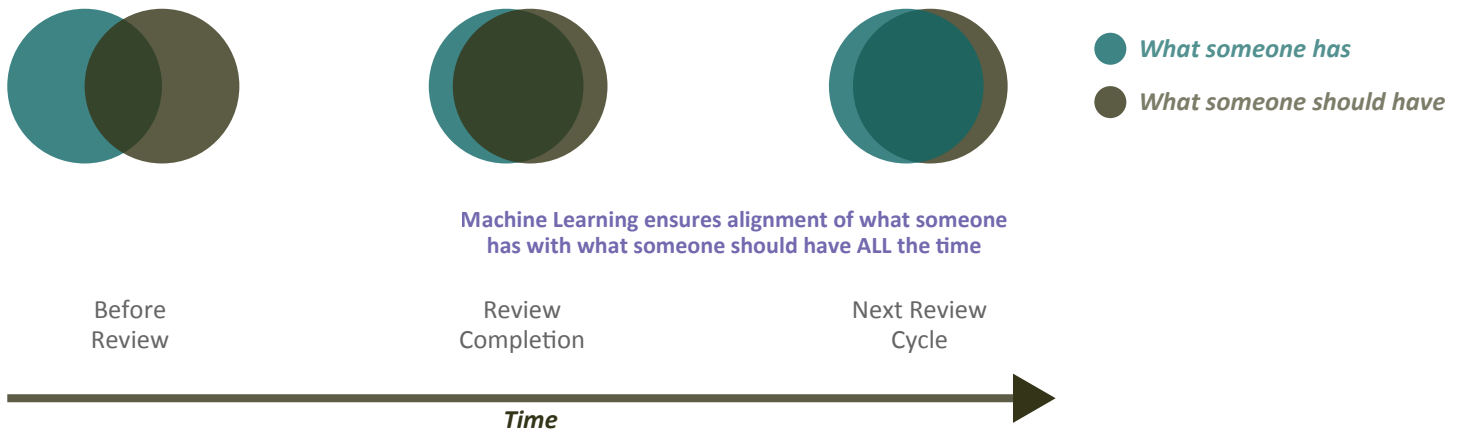 What someone has
What someone should have
Machine Learning ensures alignment of what someone
has with what someone should have ALL the time
Before
Review
Review
Completion
Next Review
Cycle
Time